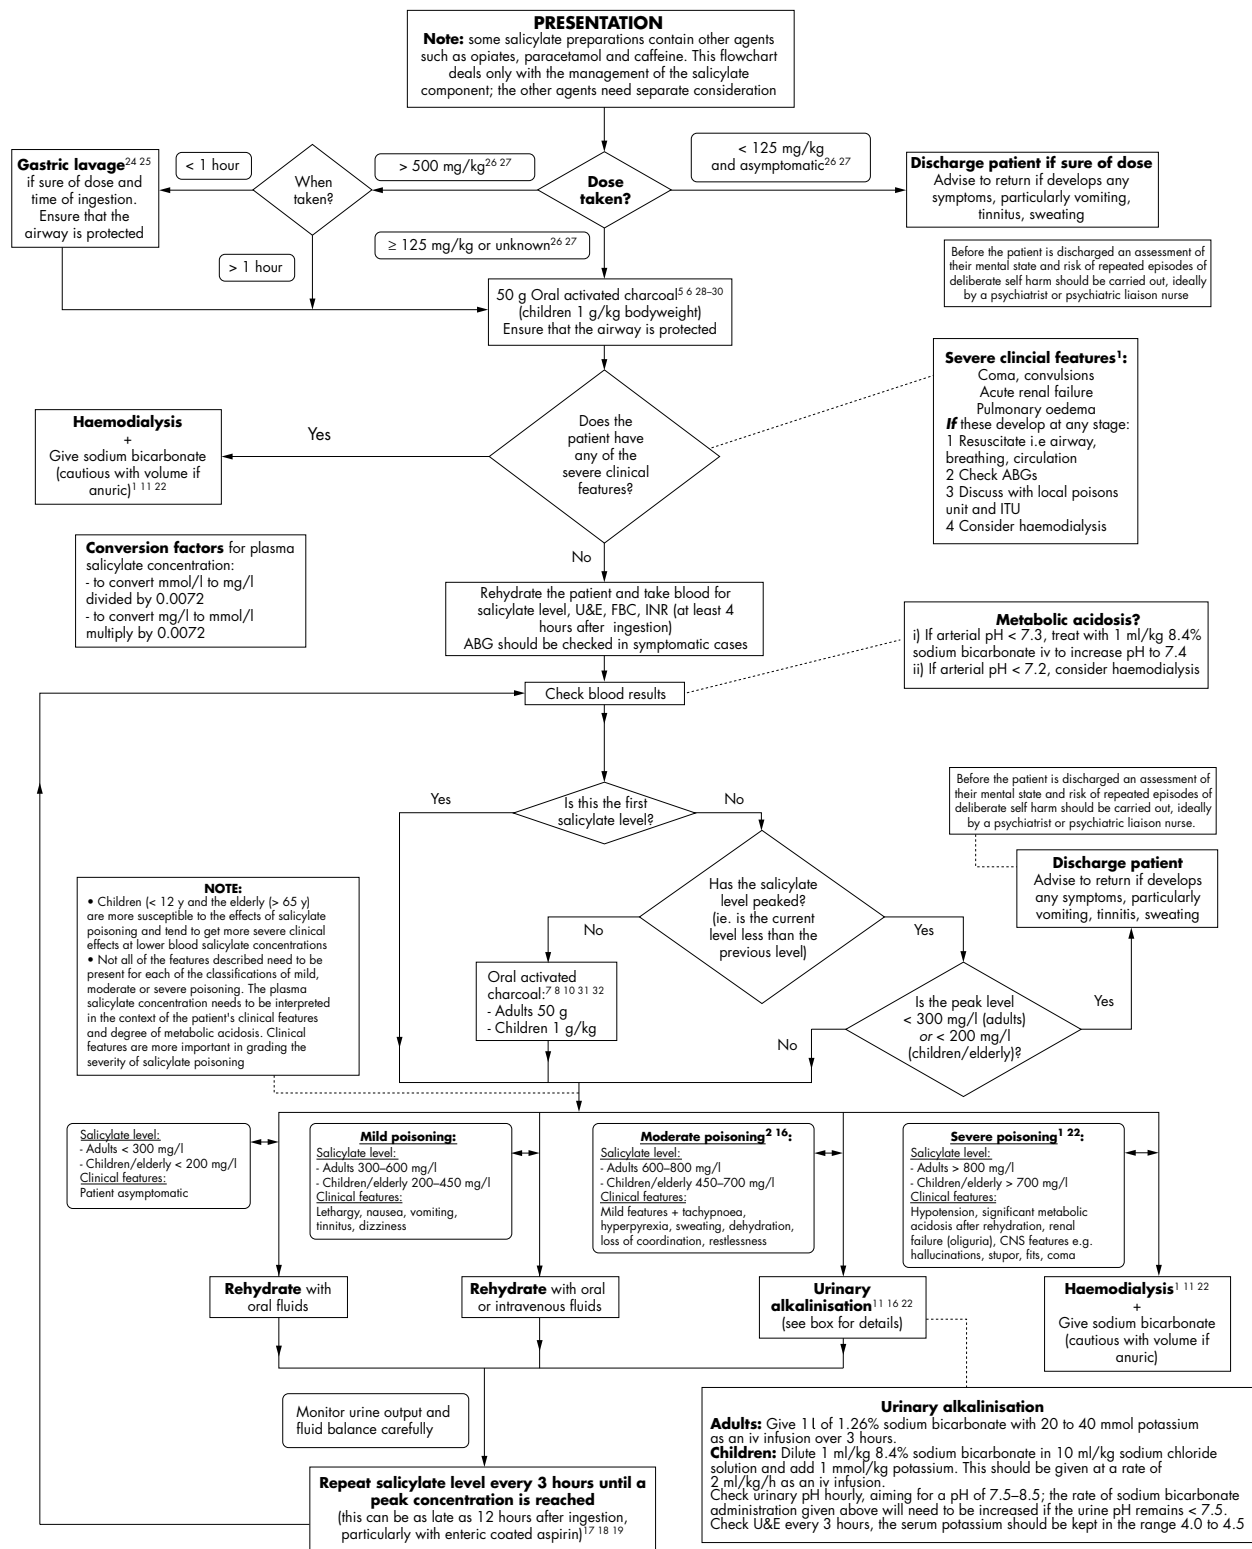 PRESENTATION
Note: some salicylate preparations contain other agents
such as opiates, paracetamol and caffeine. This flowchart
deals only with the management of the salicylate
component; the other agents need separate consideration
Gastric lavage24 25
if sure of dose and
time of ingestion.
Ensure that the
airway is protected
< 1 hour
When
taken?
> 500 mg/kg26 27
Dose
taken?
< 125 mg/kg
and asymptomatic26 27
Discharge patient if sure of dose
Advise to return if develops any
symptoms, particularly vomiting,
tinnitus, sweating
≥ 125 mg/kg or unknown26 27
> 1 hour
Before the patient is discharged an assessment of
their mental state and risk of repeated episodes of
deliberate self harm should be carried out, ideally
by a psychiatrist or psychiatric liaison nurse
50 g Oral activated charcoal5 6 28–30
(children 1 g/kg bodyweight)
Ensure that the airway is protected
Severe clincial features1:
Coma, convulsions
Acute renal failure
Pulmonary oedema
If these develop at any stage:
1 Resuscitate i.e airway,
breathing, circulation
2 Check ABGs
3 Discuss with local poisons
unit and ITU
4 Consider haemodialysis
Does the
patient have
any of the
severe clinical
features?
Yes
Haemodialysis
+
Give sodium bicarbonate
(cautious with volume if
anuric)1 11 22
No
Conversion factors for plasma
salicylate concentration:
- to convert mmol/l to mg/l
divided by 0.0072
- to convert mg/l to mmol/l
multiply by 0.0072
Rehydrate the patient and take blood for
salicylate level, U&E, FBC, INR (at least 4
hours after ingestion)
ABG should be checked in symptomatic cases
Metabolic acidosis?
i) If arterial pH < 7.3, treat with 1 ml/kg 8.4%
sodium bicarbonate iv to increase pH to 7.4
ii) If arterial pH < 7.2, consider haemodialysis
Check blood results
Yes
Is this the first
salicylate level?
No
Before the patient is discharged an assessment of
their mental state and risk of repeated episodes of
deliberate self harm should be carried out, ideally
by a psychiatrist or psychiatric liaison nurse.
Discharge patient
Advise to return if develops
any symptoms, particularly
vomiting, tinnitis, sweating
Has the salicylate
level peaked?
(ie. is the current
level less than the
previous level)
No
Yes
NOTE:
• Children (< 12 y and the elderly (> 65 y)
are more susceptible to the effects of salicylate
poisoning and tend to get more severe clinical
effects at lower blood salicylate concentrations
• Not all of the features described need to be
present for each of the classifications of mild,
moderate or severe poisoning. The plasma
salicylate concentration needs to be interpreted
in the context of the patient's clinical features
and degree of metabolic acidosis. Clinical
features are more important in grading the
severity of salicylate poisoning
Oral activated
charcoal:7 8 10 31 32
- Adults 50 g
- Children 1 g/kg
Is the peak level
< 300 mg/l (adults)
or < 200 mg/l
(children/elderly)?
Yes
No
Salicylate level:
- Adults < 300 mg/l
- Children/elderly < 200 mg/l
Clinical features:
Patient asymptomatic
Mild poisoning:
Salicylate level:
- Adults 300–600 mg/l
- Children/elderly 200–450 mg/l
Clinical features:
Lethargy, nausea, vomiting,
tinnitus, dizziness
Moderate poisoning2 16:
Salicylate level:
- Adults 600–800 mg/l
- Children/elderly 450–700 mg/l
Clinical features:
Mild features + tachypnoea,
hyperpyrexia, sweating, dehydration,
loss of coordination, restlessness
Severe poisoning1 22:
Salicylate level:
- Adults > 800 mg/l
- Children/elderly > 700 mg/l
Clinical features:
Hypotension, significant metabolic
acidosis after rehydration, renal
failure (oliguria), CNS features e.g.
hallucinations, stupor, fits, coma
Rehydrate with
oral fluids
Rehydrate with oral
or intravenous fluids
Urinary
alkalinisation11 16 22
(see box for details)
Haemodialysis1 11 22
+
Give sodium bicarbonate
(cautious with volume if
anuric)
Monitor urine output and
fluid balance carefully
Urinary alkalinisation
Adults: Give 1 l of 1.26% sodium bicarbonate with 20 to 40 mmol potassium
as an iv infusion over 3 hours.
Children: Dilute 1 ml/kg 8.4% sodium bicarbonate in 10 ml/kg sodium chloride
solution and add 1 mmol/kg potassium. This should be given at a rate of
2 ml/kg/h as an iv infusion.
Check urinary pH hourly, aiming for a pH of 7.5–8.5; the rate of sodium bicarbonate
administration given above will need to be increased if the urine pH remains < 7.5.
Check U&E every 3 hours, the serum potassium should be kept in the range 4.0 to 4.5
Repeat salicylate level every 3 hours until a
peak concentration is reached
(this can be as late as 12 hours after ingestion,
particularly with enteric coated aspirin)17 18 19